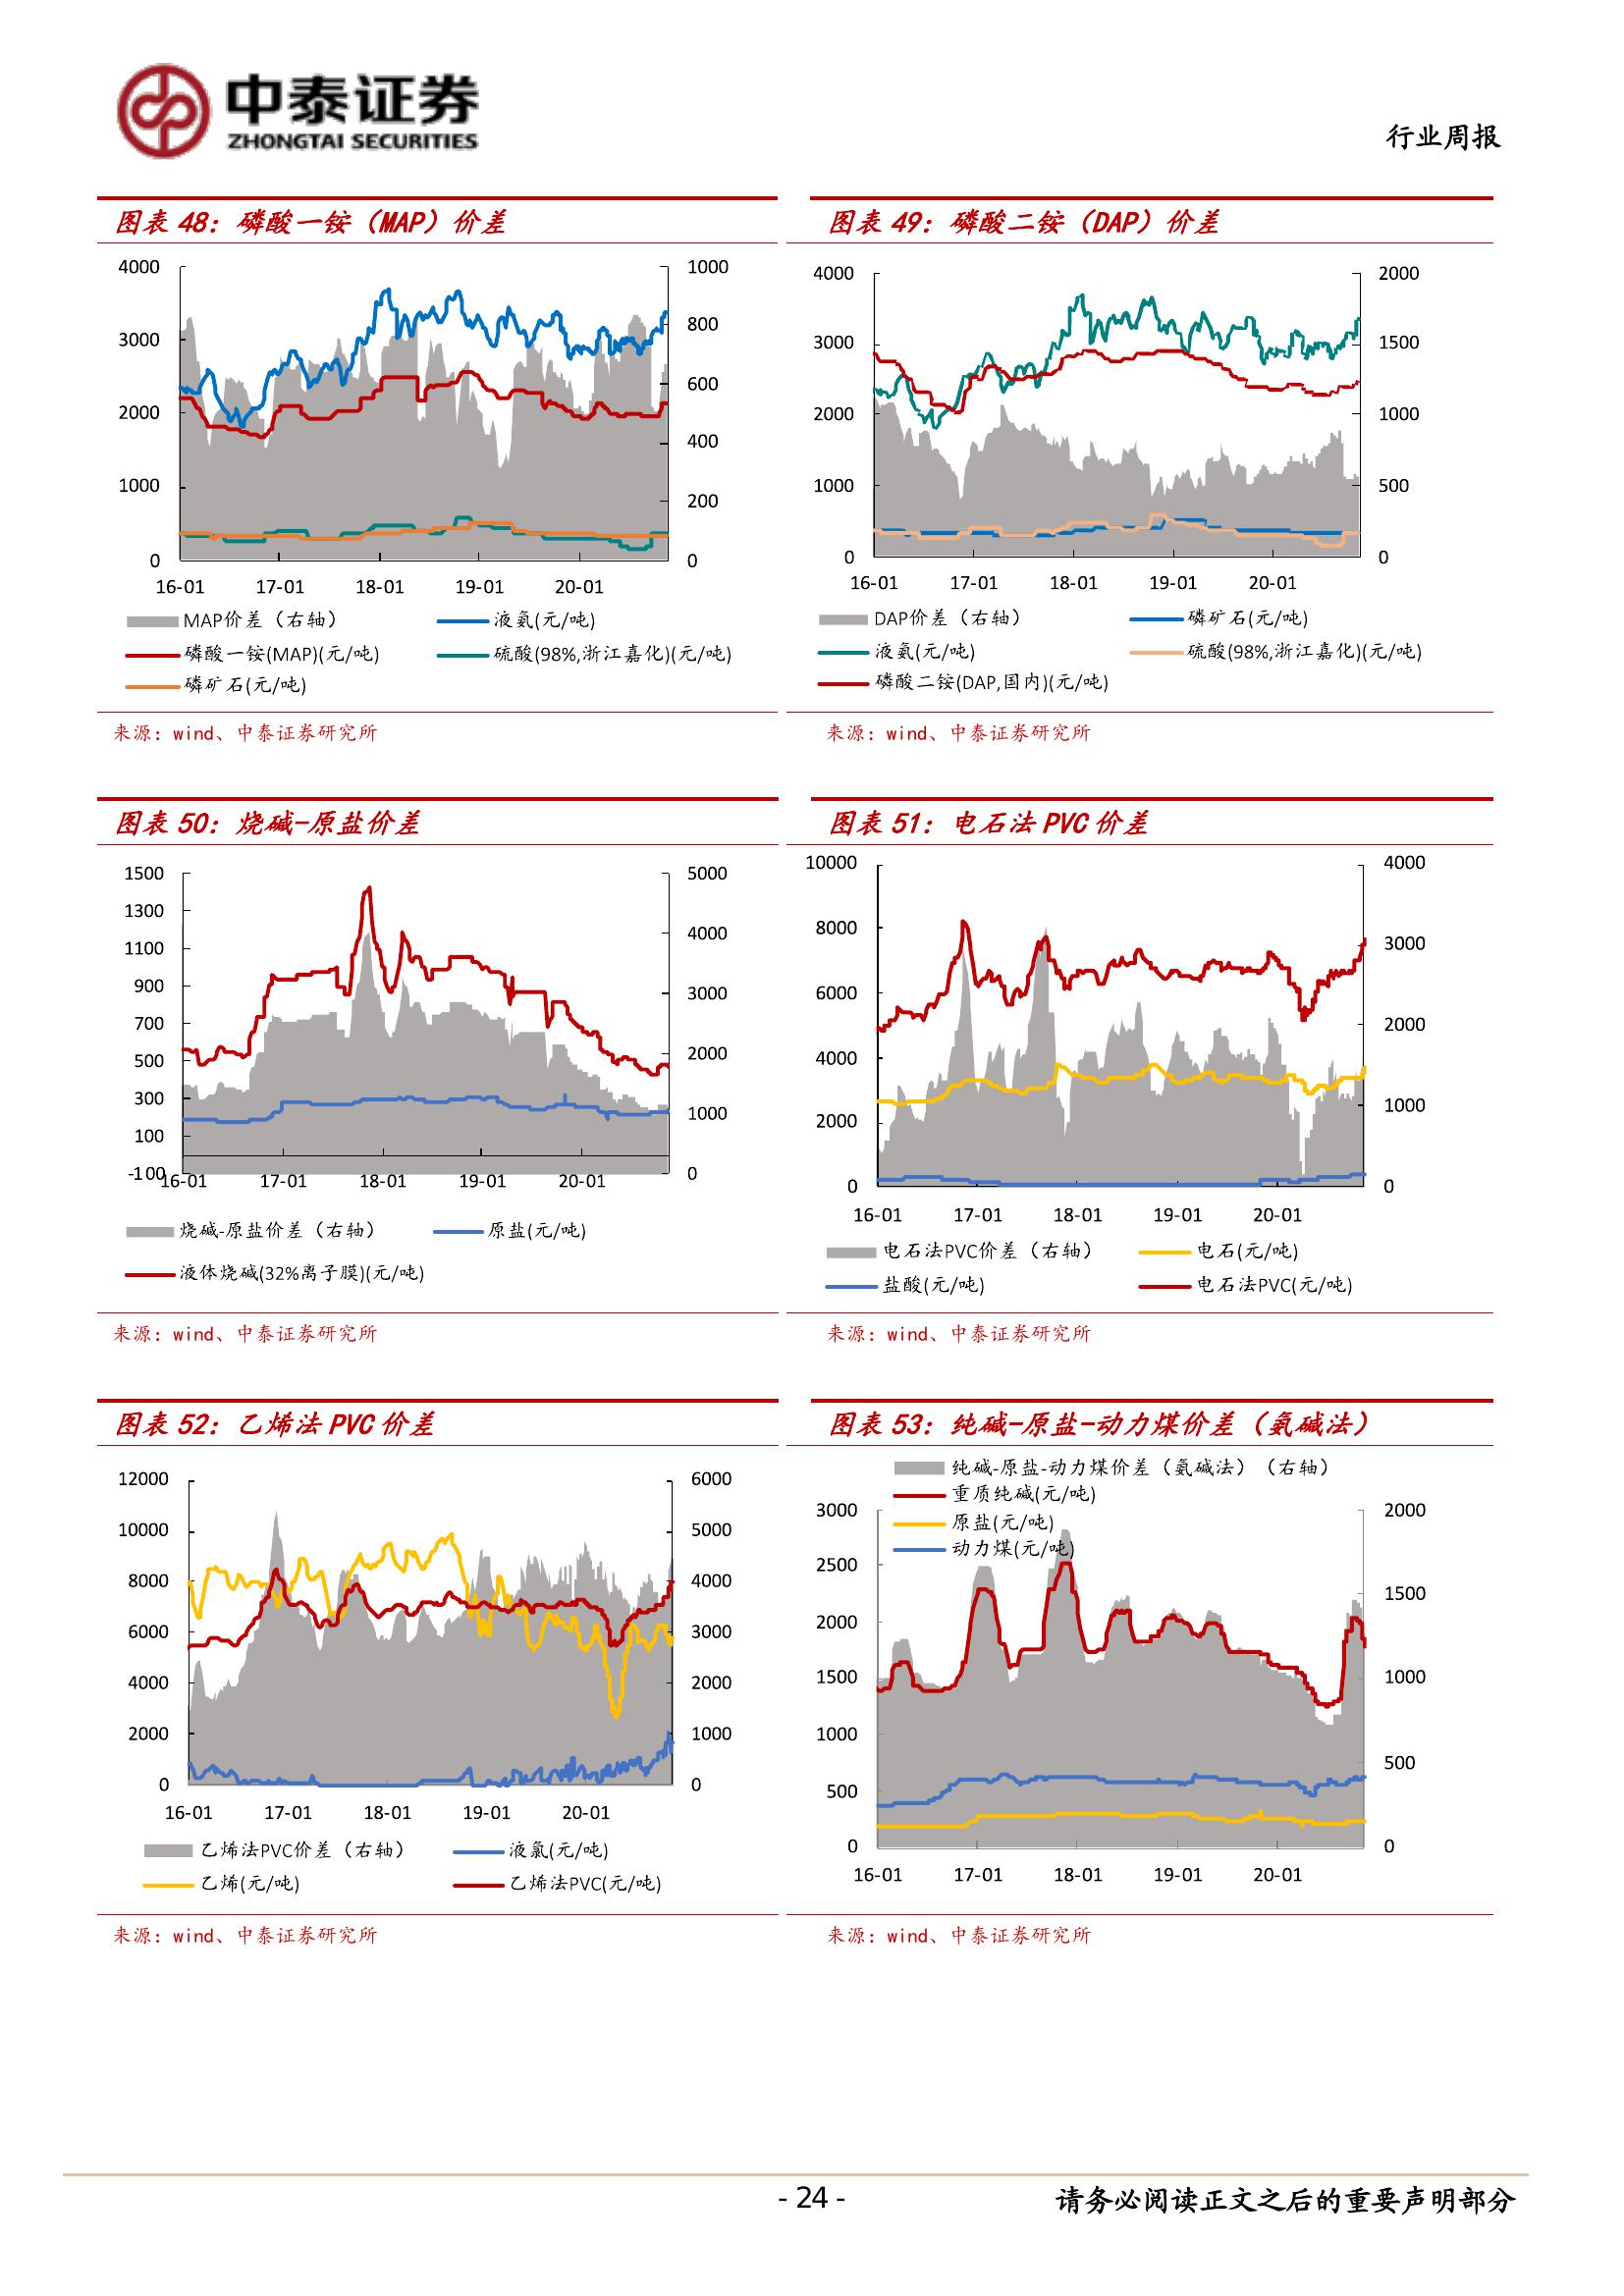 中泰证券
ZHONGTAI SECURITIES
行业周报
图表 48：磷酸一铵（MAP）价差
4000
3000
2000
1000
0
1000
800
600
400
200
0
16-01 17-01 18-01 19-01 20-01
MAP价差（右轴） 液氨(元/吨)
磷酸一铵(MAP)(元/吨) 硫酸(98%,浙江嘉化)(元/吨)
磷矿石(元/吨)
来源：wind、中泰证券研究所
图表 49：磷酸二铵（DAP）价差
4000
3000
2000
1000
0
2000
1500
1000
500
0
16-01 17-01 18-01 19-01 20-01
DAP价差（右轴） 磷矿石(元/吨)
液氨(元/吨) 硫酸(98%,浙江嘉化)(元/吨)
磷酸二铵(DAP,国内)(元/吨)
来源：wind、中泰证券研究所
图表 50：烧碱-原盐价差
1500
1300
1100
900
700
500
300
100
-100
5000
4000
3000
2000
1000
0
16-01 17-01 18-01 19-01 20-01
烧碱-原盐价差（右轴） 原盐(元/吨)
液体烧碱(32%离子膜)(元/吨)
来源：wind、中泰证券研究所
图表 51：电石法 PVC 价差
10000
8000
6000
4000
2000
0
4000
3000
2000
1000
0
16-01 17-01 18-01 19-01 20-01
电石法PVC价差（右轴） 电石(元/吨)
盐酸(元/吨) 电石法PVC(元/吨)
来源：wind、中泰证券研究所
图表 52：乙烯法 PVC 价差
12000
10000
8000
6000
4000
2000
0
6000
5000
4000
3000
2000
1000
0
16-01 17-01 18-01 19-01 20-01
乙烯法PVC价差（右轴） 液氯(元/吨)
乙烯(元/吨) 乙烯法PVC(元/吨)
来源：wind、中泰证券研究所
图表 53：纯碱-原盐-动力煤价差（氨碱法）
纯碱-原盐-动力煤价差（氨碱法）（右轴）
重质纯碱(元/吨)
原盐(元/吨)
动力煤(元/吨)
3000
2500
2000
1500
1000
500
0
2000
1500
1000
500
0
16-01 17-01 18-01 19-01 20-01
来源：wind、中泰证券研究所
- 24 -
请务必阅读正文之后的重要声明部分